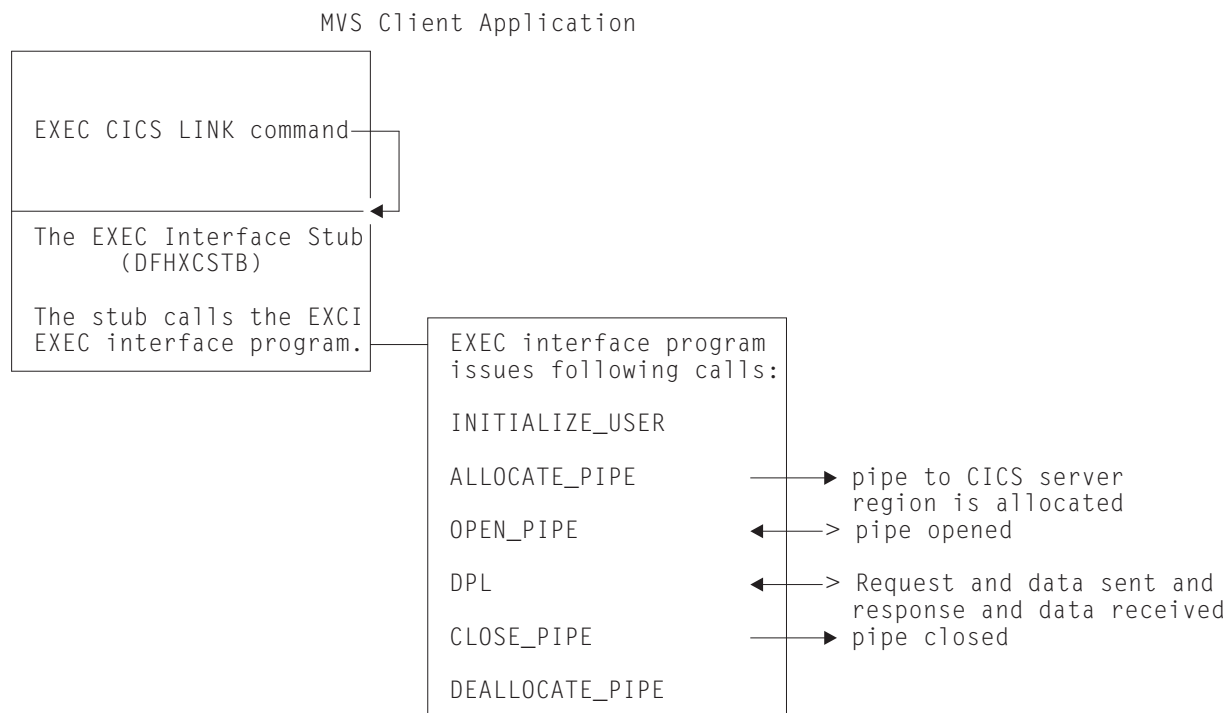 MVS Client Application
EXEC CICS LINK command
The EXEC Interface Stub
(DFHXCSTB)
The stub calls the EXCI
EXEC interface program.
EXEC interface program
issues following calls:
INITIALIZE_USER
ALLOCATE_PIPE
pipe to CICS server
region is allocated
OPEN_PIPE
> pipe opened
DPL
> Request and data sent and
response and data received
CLOSE_PIPE
pipe closed
DEALLOCATE_PIPE